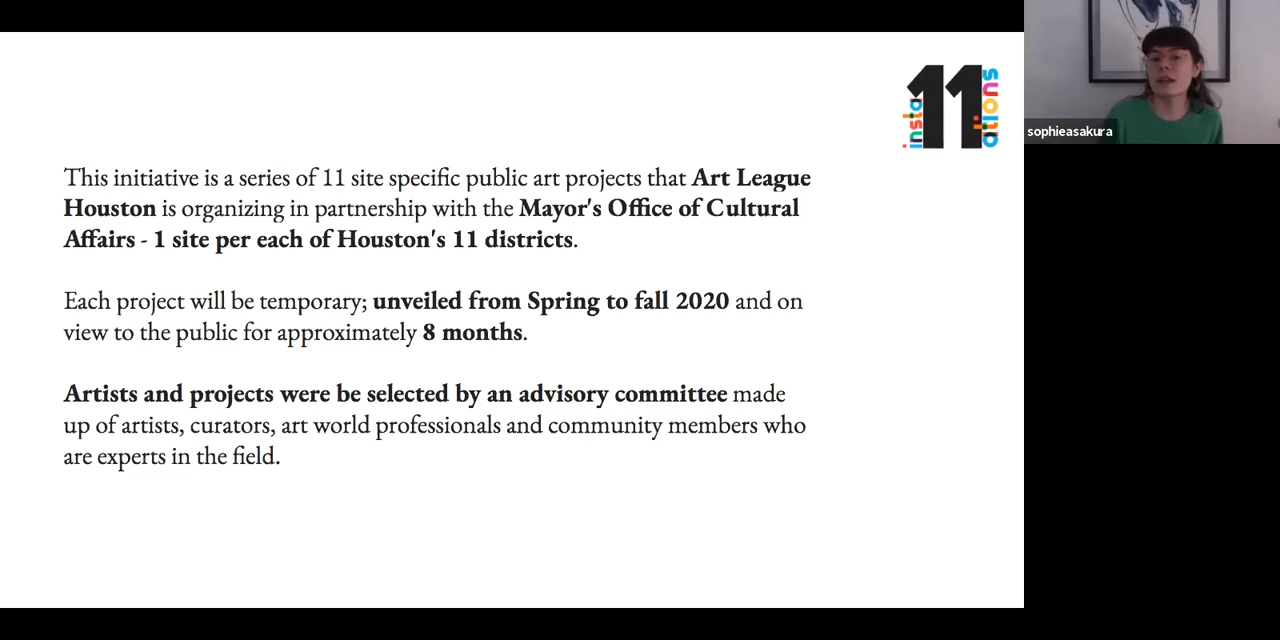 insta11ations
This initiative is a series of 11 site specific public art projects that Art League
Houston is organizing in partnership with the Mayor's Office of Cultural
Affairs - 1 site per each of Houston's 11 districts.
Each project will be temporary; unveiled from Spring to fall 2020 and on
view to the public for approximately 8 months.
Artists and projects were be selected by an advisory committee made
up of artists, curators, art world professionals and community members who
are experts in the field.
sophieasakura